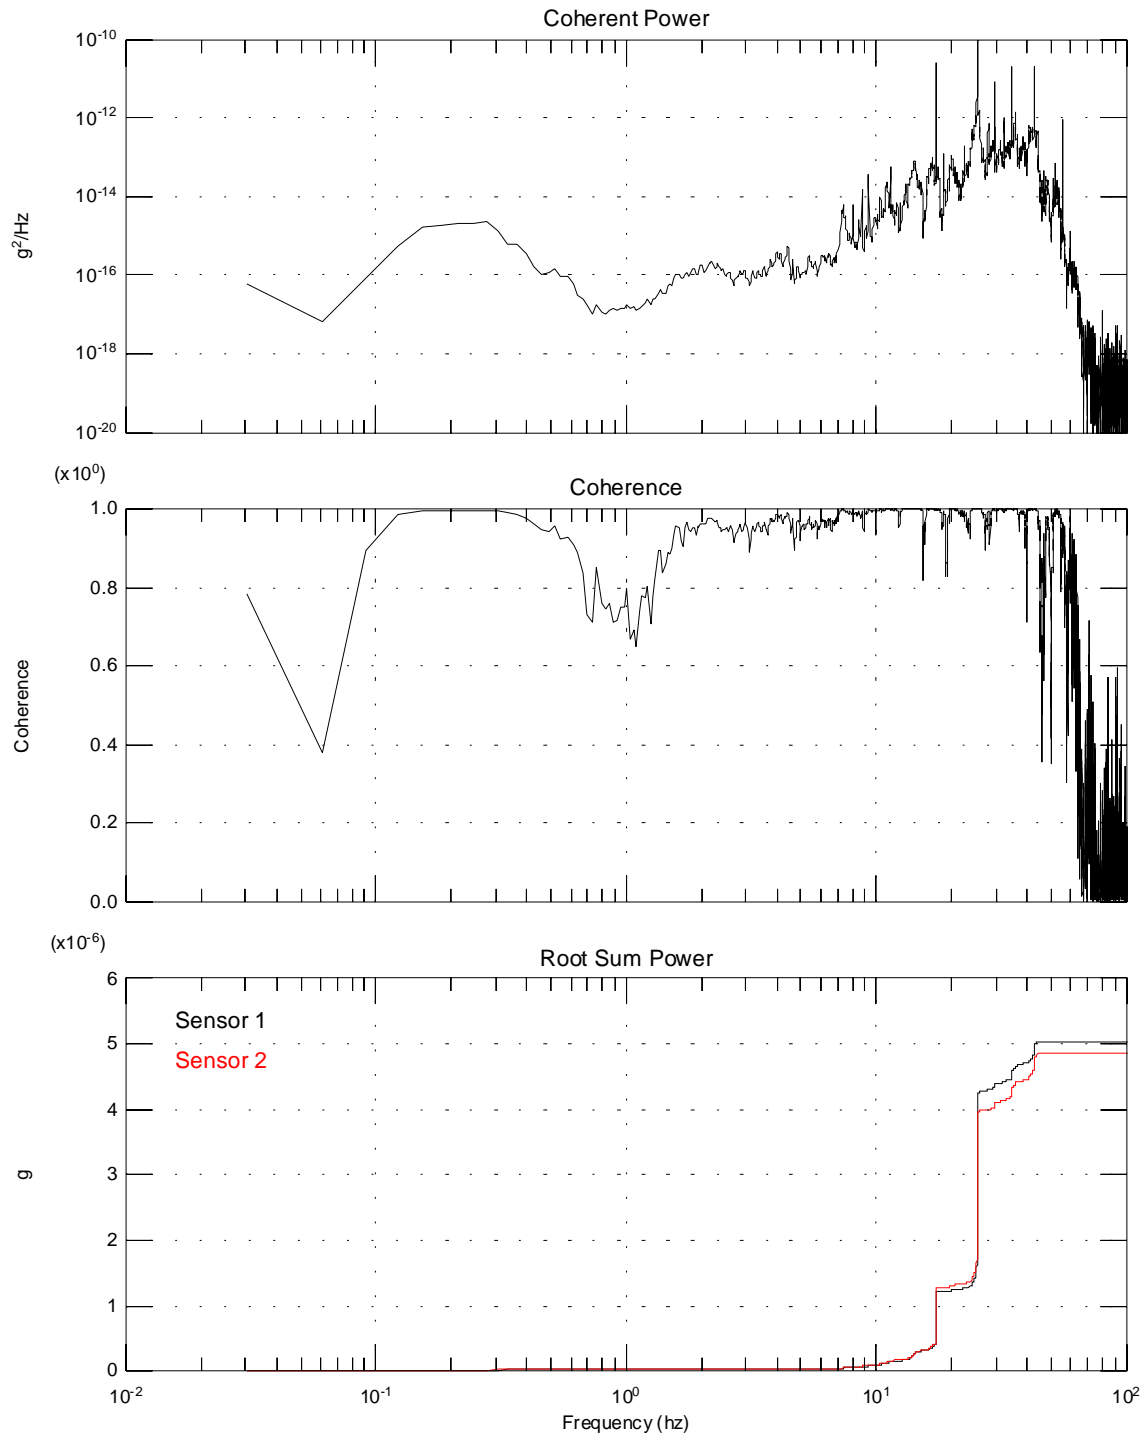 Coherent Power
10⁻¹⁰
10⁻¹²
10⁻¹⁴
10⁻¹⁶
10⁻¹⁸
10⁻²⁰
g²/Hz
(x10⁰)
Coherence
1.0
0.8
0.6
0.4
0.2
0.0
Coherence
(x10⁻⁶)
Root Sum Power
6
5
4
3
2
1
0
g
Sensor 1
Sensor 2
10⁻² 10⁻¹ 10⁰ 10¹ 10²
Frequency (hz)